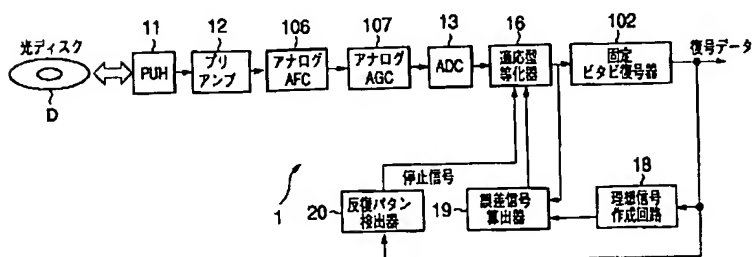 光ディスク
D
11
PUH
12
プリ
アンプ
106
アナログ
AFC
107
アナログ
AGC
13
ADC
16
適応型
等化器
102
固定
ビタビ復号器
復号データ
1
停止信号
20
反復パタン
検出器
19
誤差信号
算出器
18
理想信号
作成回路